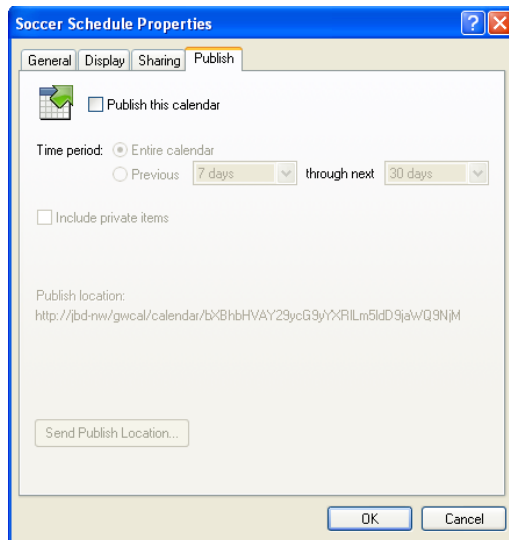 Soccer Schedule Properties
General Display Sharing Publish
Publish this calendar
Time period: Entire calendar
Previous 7 days through next 30 days
Include private items
Publish location:
http://jbd-nw/gwcal/calendar/bXBhbHVAY29ycG9yYXRlLm5ldD9jaWQ9NjM
Send Publish Location...
OK Cancel